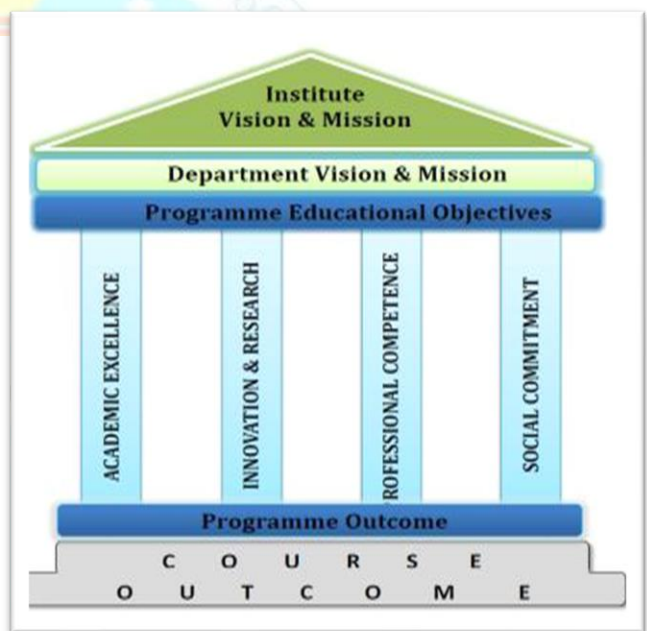 Institute
Vision & Mission
Department Vision & Mission
Programme Educational Objectives
ACADEMIC EXCELLENCE
INNOVATION & RESEARCH
ROFESSIONAL COMPETENCE
SOCIAL COMMITMENT
Programme Outcome
C O U R S E
O U T C O M E